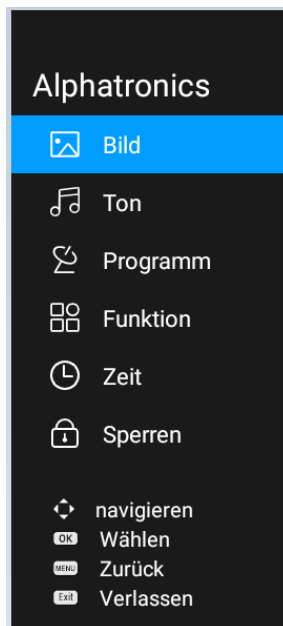 Alphatronics
Bild
Ton
Programm
Funktion
Zeit
Sperren
navigieren
OK Wählen
MENU Zurück
Exit Verlassen